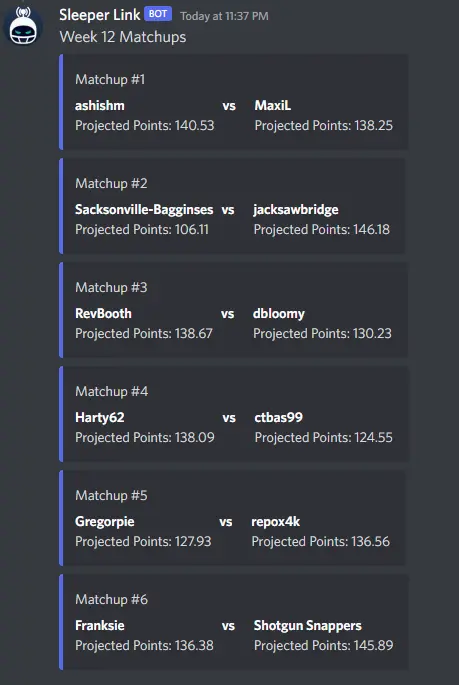 Sleeper Link BOT Today at 11:37 PM
Week 12 Matchups
Matchup #1
ashishm vs MaxiL
Projected Points: 140.53 Projected Points: 138.25
Matchup #2
Sacksonville-Bagginses vs jacksawbridge
Projected Points: 106.11 Projected Points: 146.18
Matchup #3
RevBooth vs dbloomy
Projected Points: 138.67 Projected Points: 130.23
Matchup #4
Harty62 vs ctbas99
Projected Points: 138.09 Projected Points: 124.55
Matchup #5
Gregorpie vs repox4k
Projected Points: 127.93 Projected Points: 136.56
Matchup #6
Franksie vs Shotgun Snappers
Projected Points: 136.38 Projected Points: 145.89